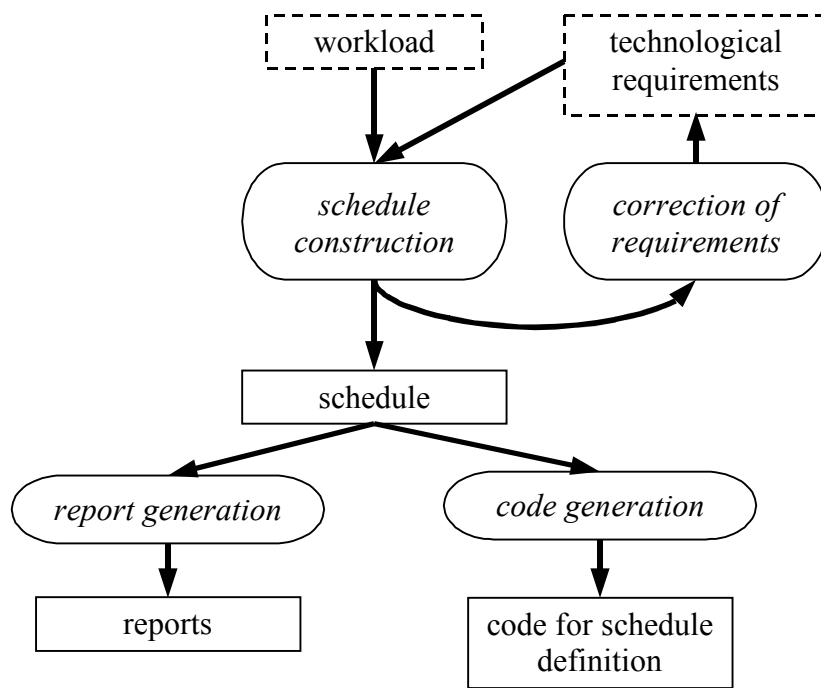 workload
technological
requirements
schedule
construction
correction of
requirements
schedule
report generation
code generation
reports
code for schedule
definition